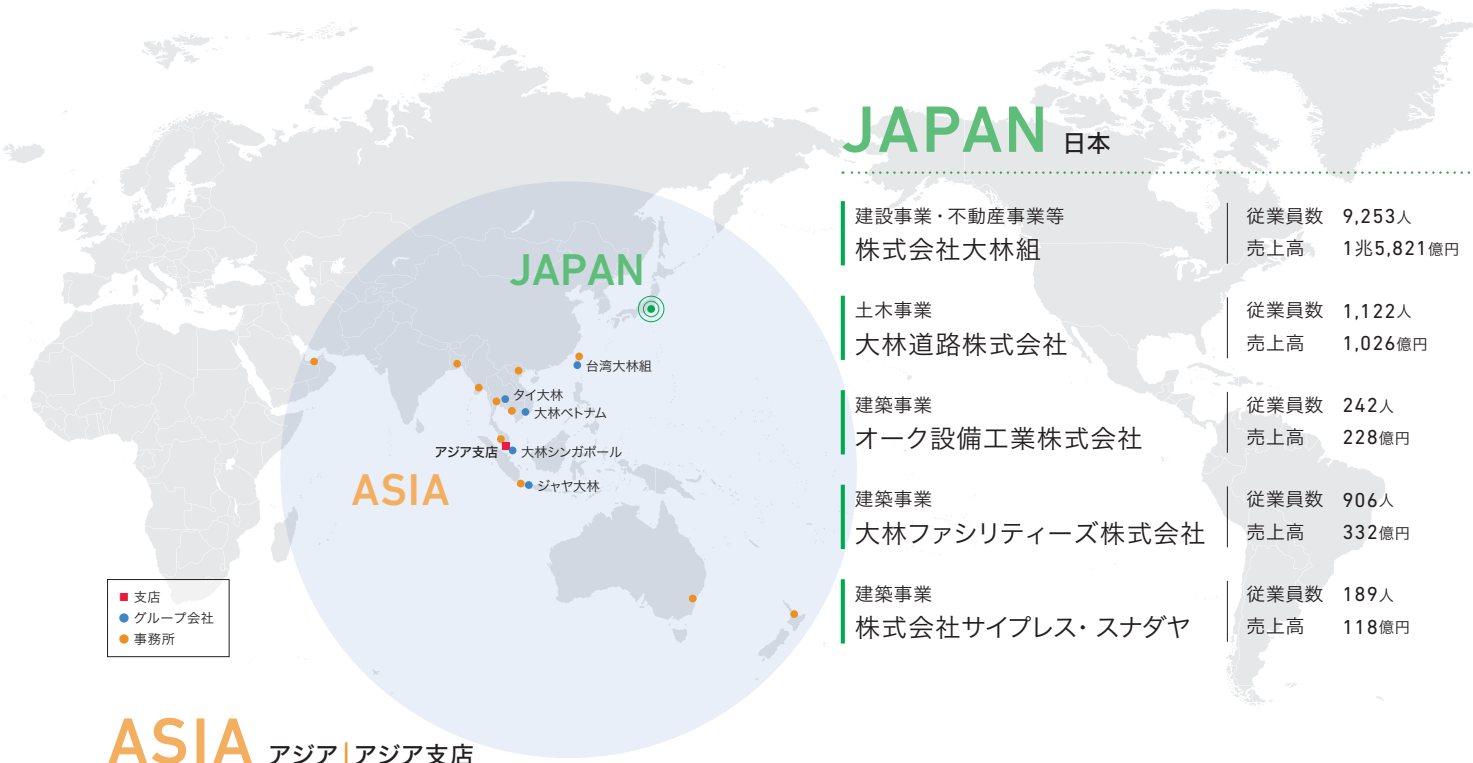 JAPAN 日本
建設事業・不動産事業等
株式会社大林組
従業員数 9,253人
売上高 1兆5,821億円
土木事業
大林道路株式会社
従業員数 1,122人
売上高 1,026億円
建築事業
オーク設備工業株式会社
従業員数 242人
売上高 228億円
建築事業
大林ファシリティーズ株式会社
従業員数 906人
売上高 332億円
建築事業
株式会社サイプレス・スナダヤ
従業員数 189人
売上高 118億円
JAPAN
台湾大林組
タイ大林
大林ベトナム
アジア支店
大林シンガポール
ジャヤ大林
ASIA
支店
グループ会社
事務所
ASIA アジア|アジア支店